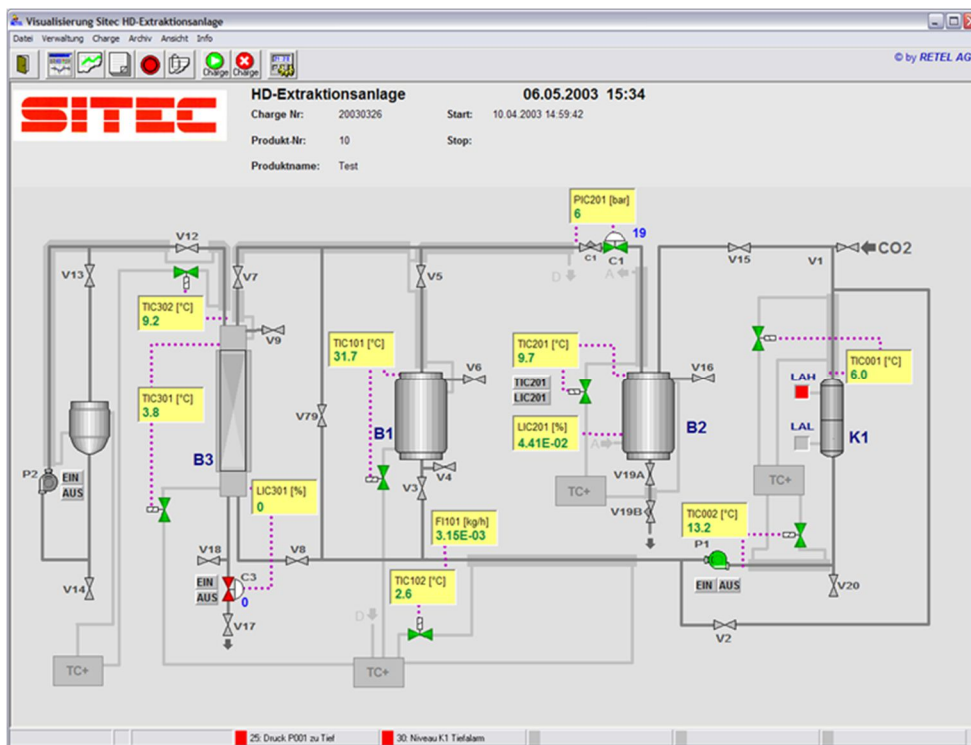 Visualisierung Sitec HD-Extraktionsanlage
Datei Verwaltung Charge Archiv Ansicht Info
Charge Charge
© by RETEL AG
SITEC
HD-Extraktionsanlage 06.05.2003 15:34
Charge Nr: 20030326 Start: 10.04.2003 14:59:42
Produkt-Nr: 10 Stop:
Produktname: Test
PIC201 [bar]
6
19
V12
C1 C1
V15
V1
CO2
V13
V7
V5
D
A
TIC302 [°C]
9.2
V9
TIC101 [°C]
31.7
V6
TIC201 [°C]
9.7
V16
TIC001 [°C]
6.0
TIC201
LIC201
LAH
TIC301 [°C]
3.8
V79
B1
LIC201 [%]
4.41E-02
A
B2
LAL
K1
B3
P2
EIN
AUS
V4
V3
V19A
TC+
TC+
LIC301 [%]
0
V19B
FI101 [kg/h]
3.15E-03
TIC002 [°C]
13.2
P1
V18
V8
C3
EIN
AUS
0
V14
TIC102 [°C]
2.6
EIN AUS
V20
D
V17
V2
TC+
TC+
25: Druck P001 zu Tief
30: Niveau K1 Tiefalarm